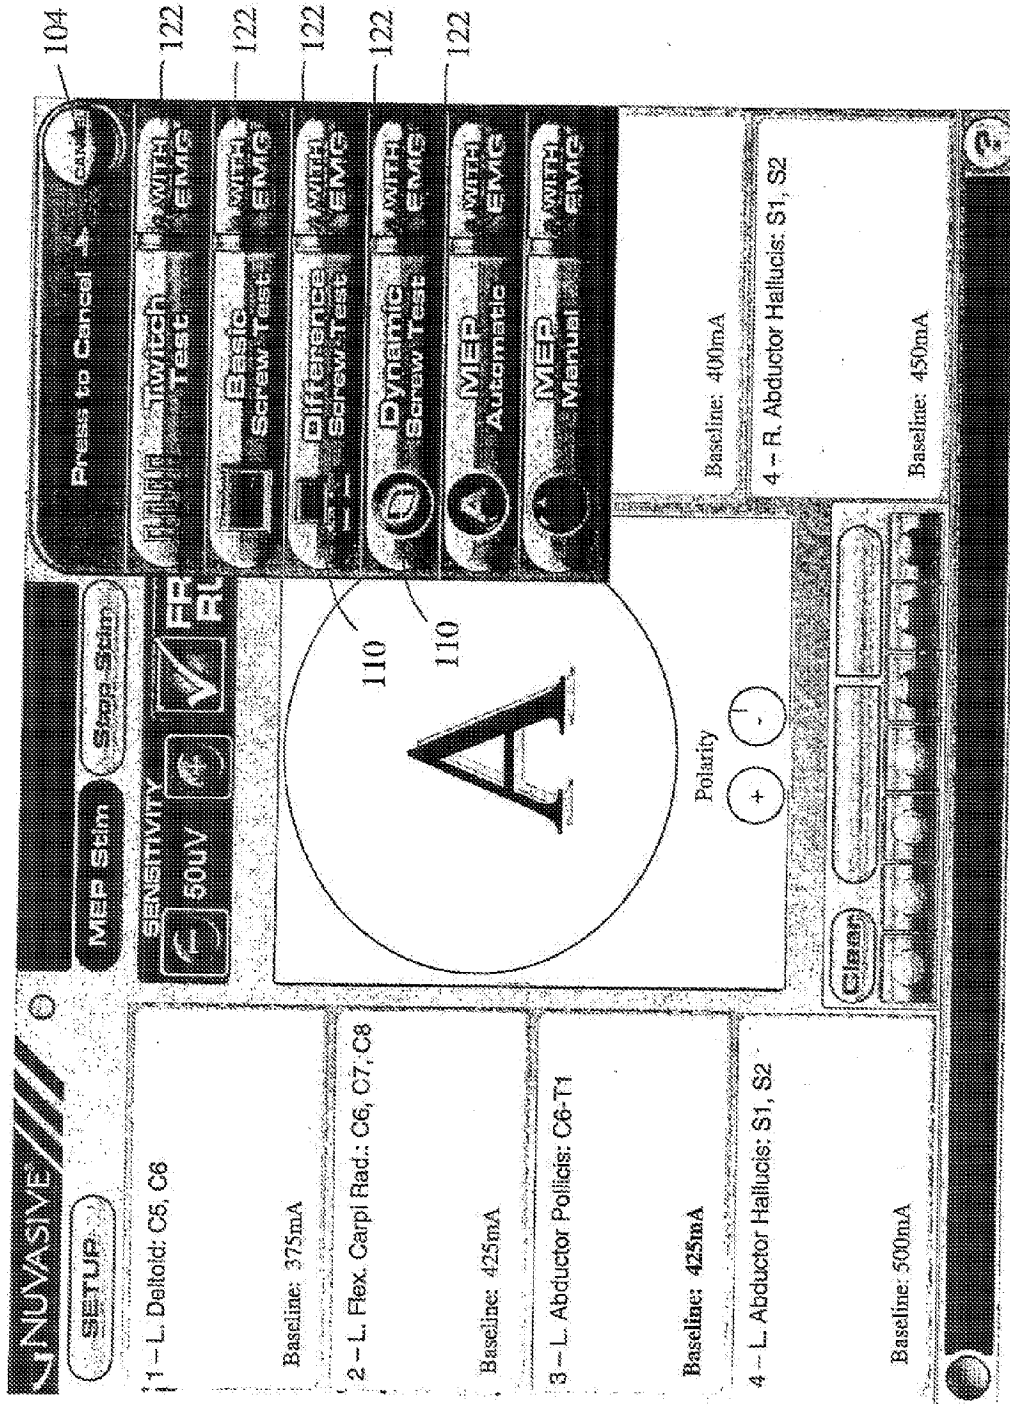 NUVASIVE
SETUP
MEP Stim
Stop Stim
Press to Cancel
CANCEL
104
SENSITIVITY
50uV
FR
RU
Twitch
Test
WITH
EMG
122
Basic
Screw Test
WITH
EMG
122
Difference
Screw Test
WITH
EMG
122
Dynamic
Screw Test
WITH
EMG
122
A
MEP
Automatic
WITH
EMG
122
MEP
Manual
WITH
EMG
110
110
1 – L. Deltoid: C5, C6
Baseline: 375mA
2 – L. Flex. Carpi Rad.: C6, C7, C8
Baseline: 425mA
3 – L. Abductor Pollicis: C6-T1
Baseline: 425mA
4 – L. Abductor Hallucis: S1, S2
Baseline: 500mA
A
Polarity
+
-
Baseline: 400mA
4 – R. Abductor Hallucis: S1, S2
Baseline: 450mA
Clear
?